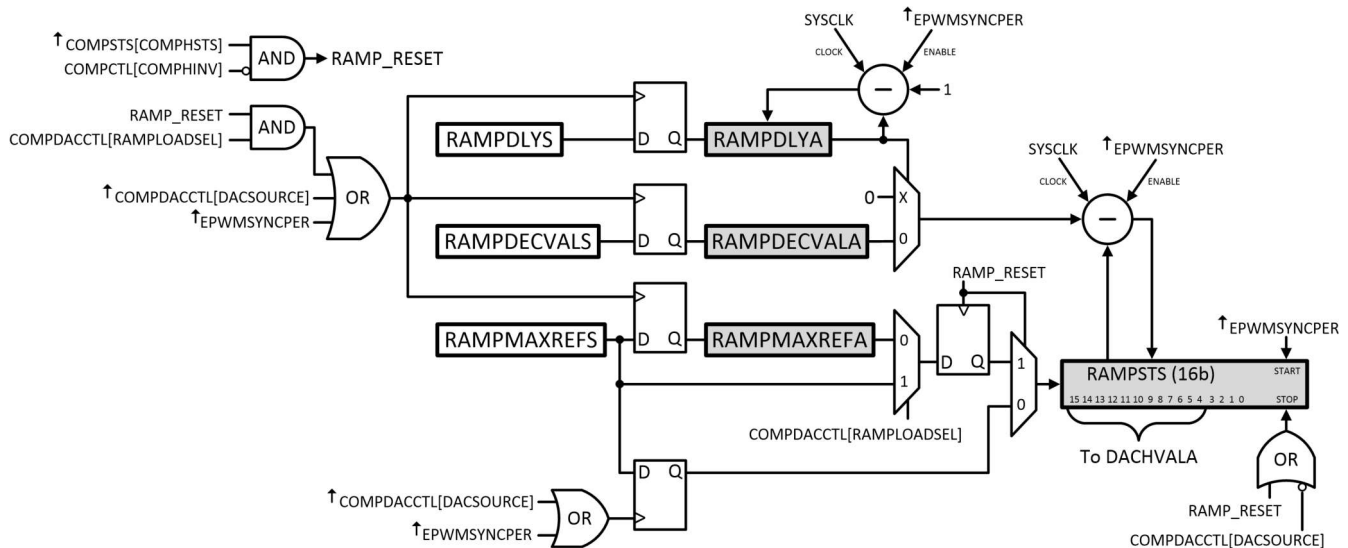 SYSCLK
↑EPWMSYNCPER
CLOCK
ENABLE
↑COMPSTS[COMPHSTS]
COMPCTL[COMPHINV]
AND
RAMP_RESET
1
RAMP_RESET
COMPDACCTL[RAMPLOADSEL]
AND
RAMPDLYS
D Q
RAMPDLYA
SYSCLK
↑EPWMSYNCPER
CLOCK
ENABLE
↑COMPDACCTL[DACSOURCE]
↑EPWMSYNCPER
OR
0
X
0
RAMPDECVALS
D Q
RAMPDECVALA
RAMP_RESET
RAMPMAXREFS
D Q
RAMPMAXREFA
0
1
D Q
1
0
↑EPWMSYNCPER
RAMPSTS (16b)
START
15 14 13 12 11 10 9 8 7 6 5 4 3 2 1 0
STOP
COMPDACCTL[RAMPLOADSEL]
To DACHVALA
OR
D Q
↑COMPDACCTL[DACSOURCE]
↑EPWMSYNCPER
OR
RAMP_RESET
COMPDACCTL[DACSOURCE]